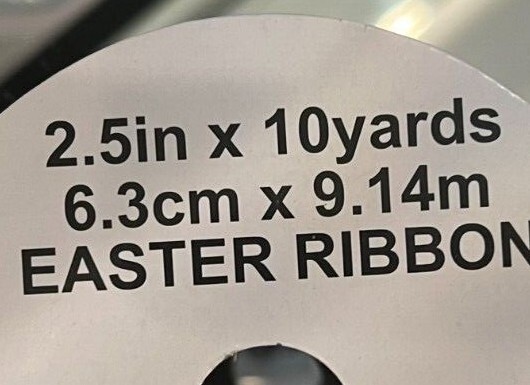 2.5in x 10yards
6.3cm x 9.14m
EASTER RIBBON